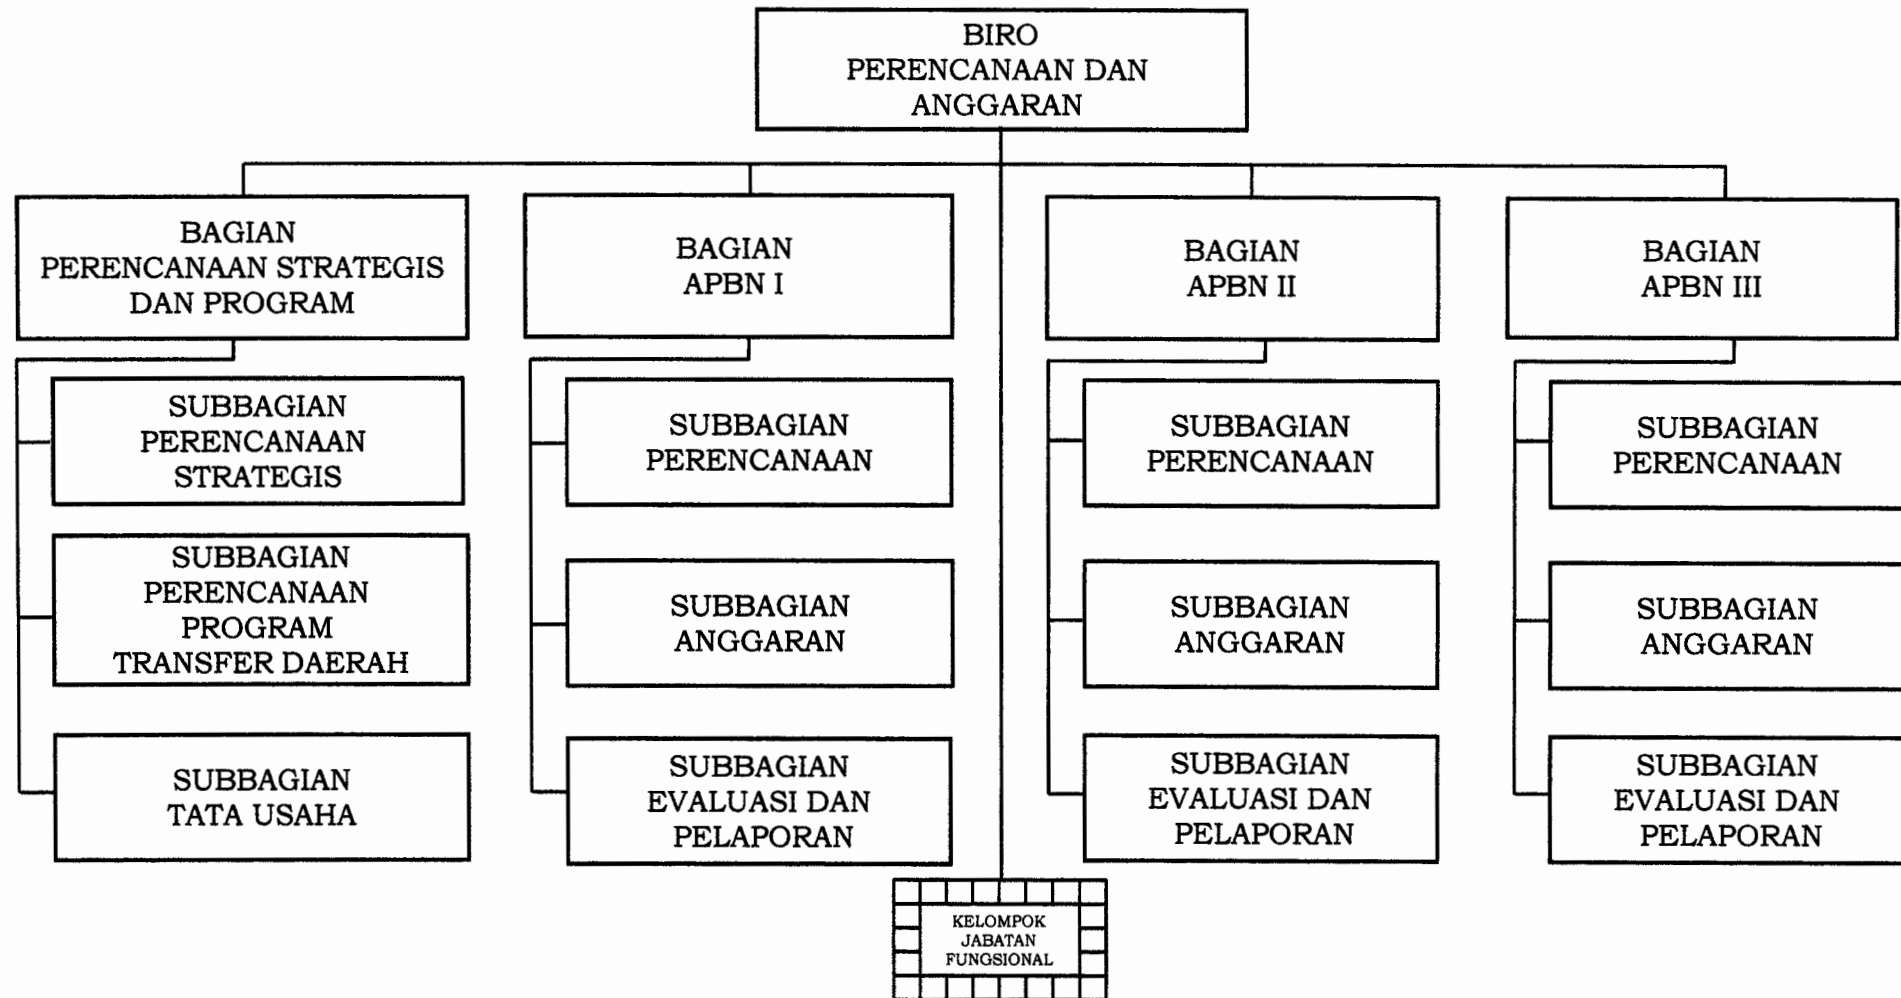 BIRO
PERENCANAAN DAN
ANGGARAN
BAGIAN
PERENCANAAN STRATEGIS
DAN PROGRAM
BAGIAN
APBN I
BAGIAN
APBN II
BAGIAN
APBN III
SUBBAGIAN
PERENCANAAN
STRATEGIS
SUBBAGIAN
PERENCANAAN
SUBBAGIAN
PERENCANAAN
SUBBAGIAN
PERENCANAAN
SUBBAGIAN
PERENCANAAN
PROGRAM
TRANSFER DAERAH
SUBBAGIAN
ANGGARAN
SUBBAGIAN
ANGGARAN
SUBBAGIAN
ANGGARAN
SUBBAGIAN
TATA USAHA
SUBBAGIAN
EVALUASI DAN
PELAPORAN
SUBBAGIAN
EVALUASI DAN
PELAPORAN
SUBBAGIAN
EVALUASI DAN
PELAPORAN
KELOMPOK
JABATAN
FUNGSIONAL